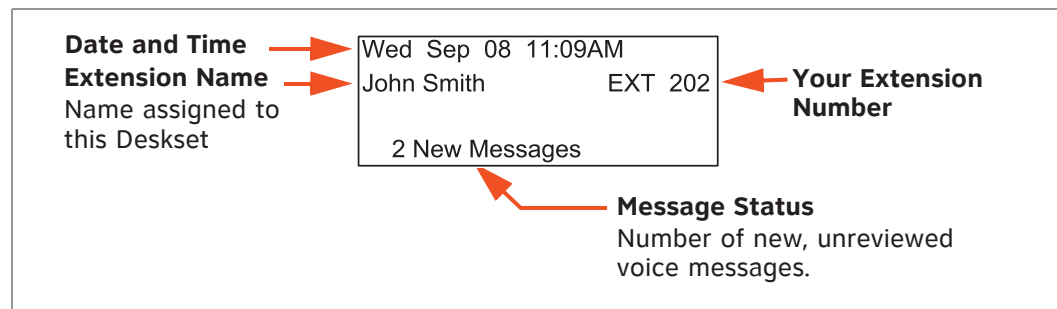 Date and Time
Extension Name
Name assigned to
this Deskset
Wed Sep 08 11:09AM
John Smith EXT 202
2 New Messages
Your Extension
Number
Message Status
Number of new, unreviewed
voice messages.